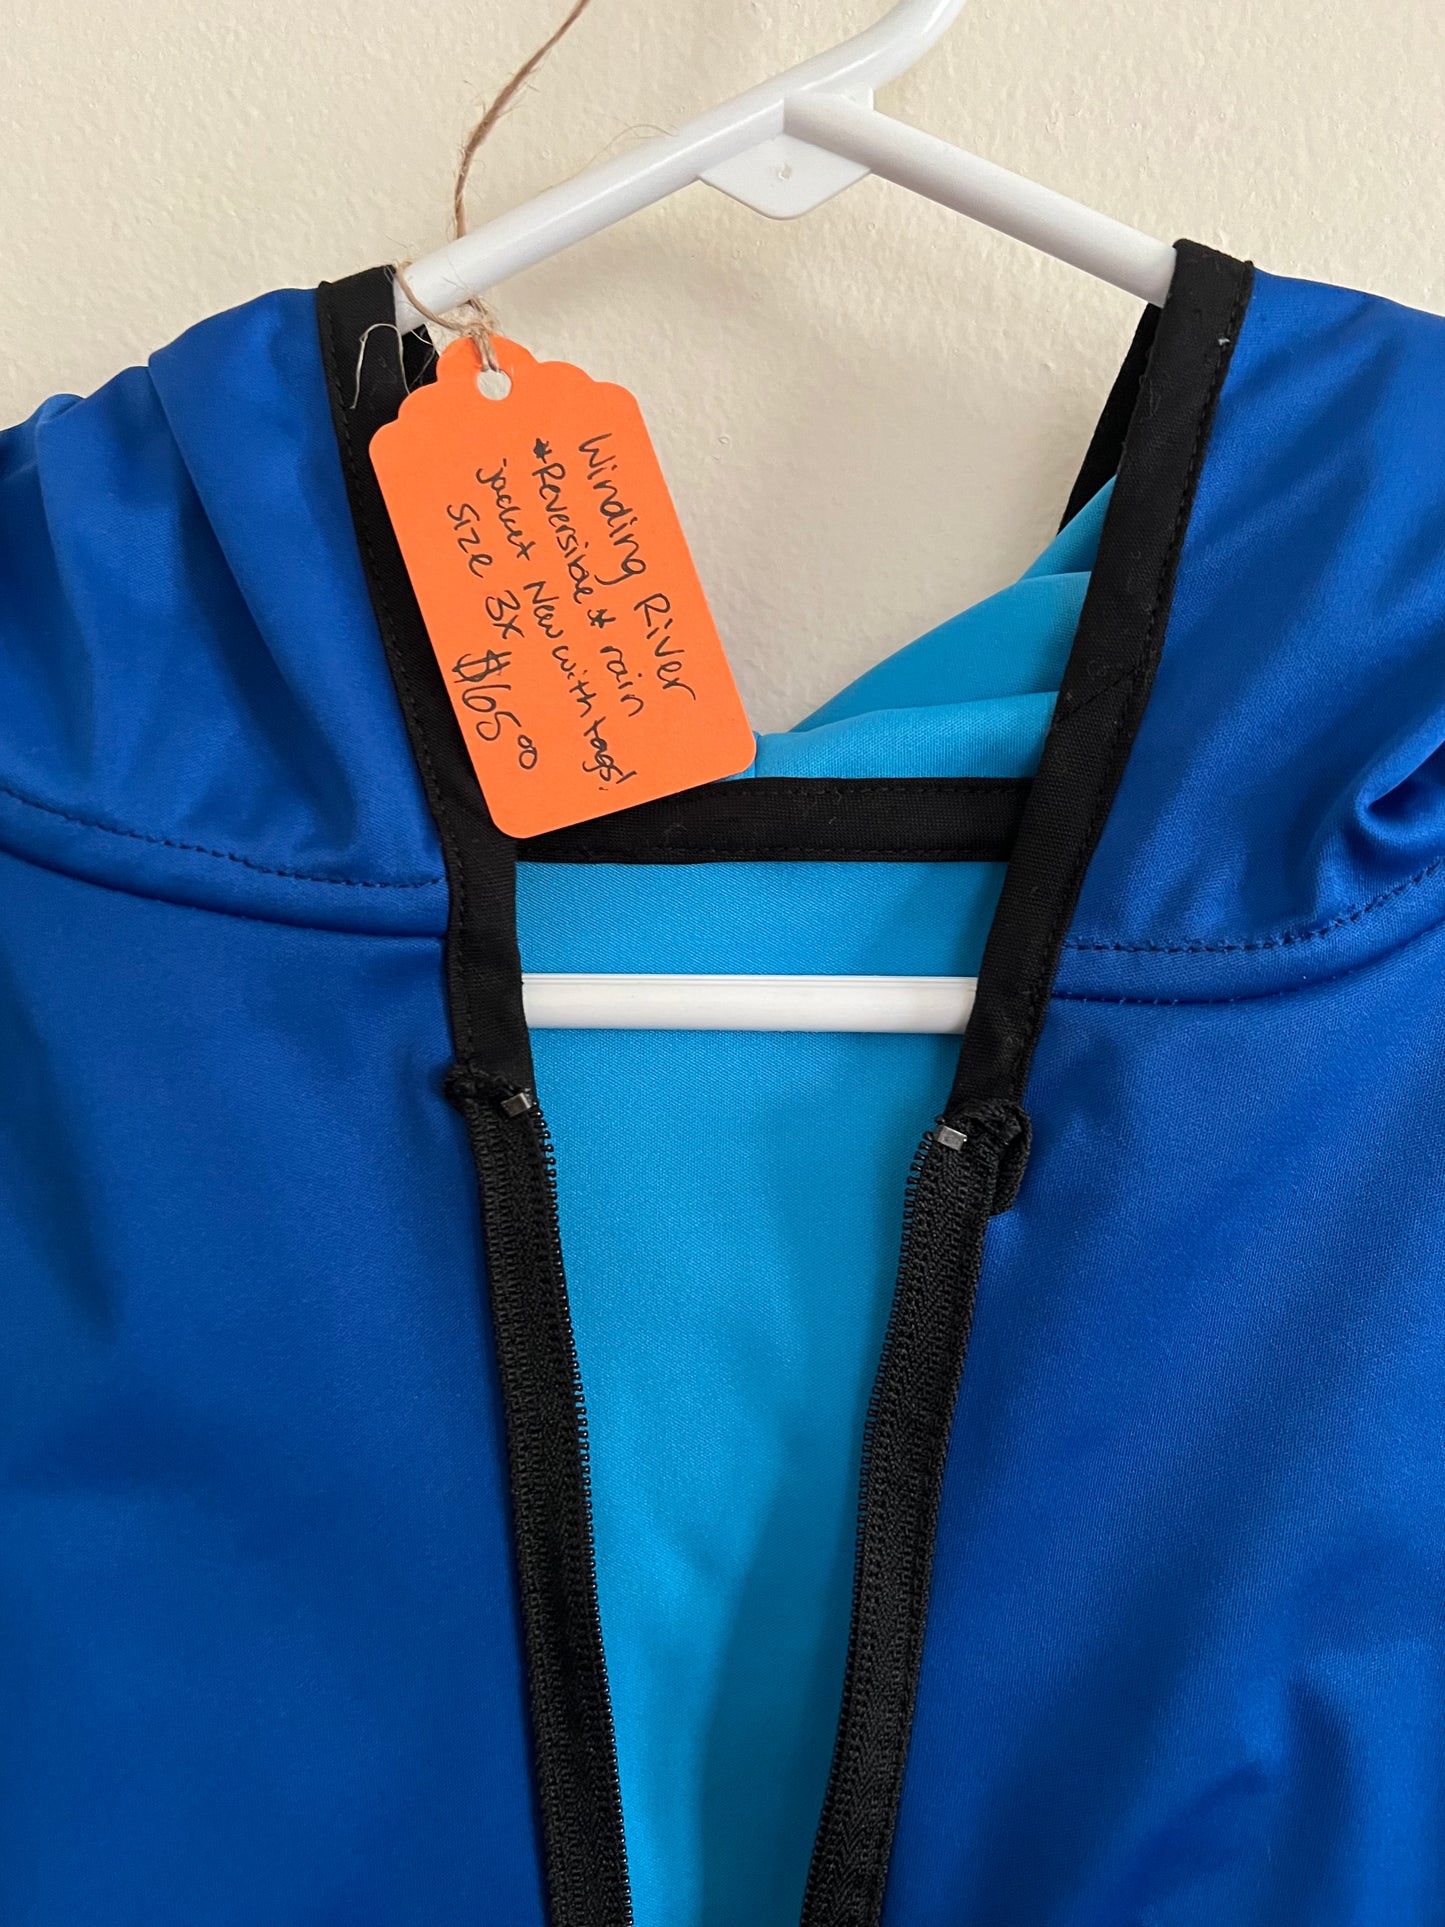 Winding River
*Reversible* rain
jacket New with tags!
Size 3X
$65.00